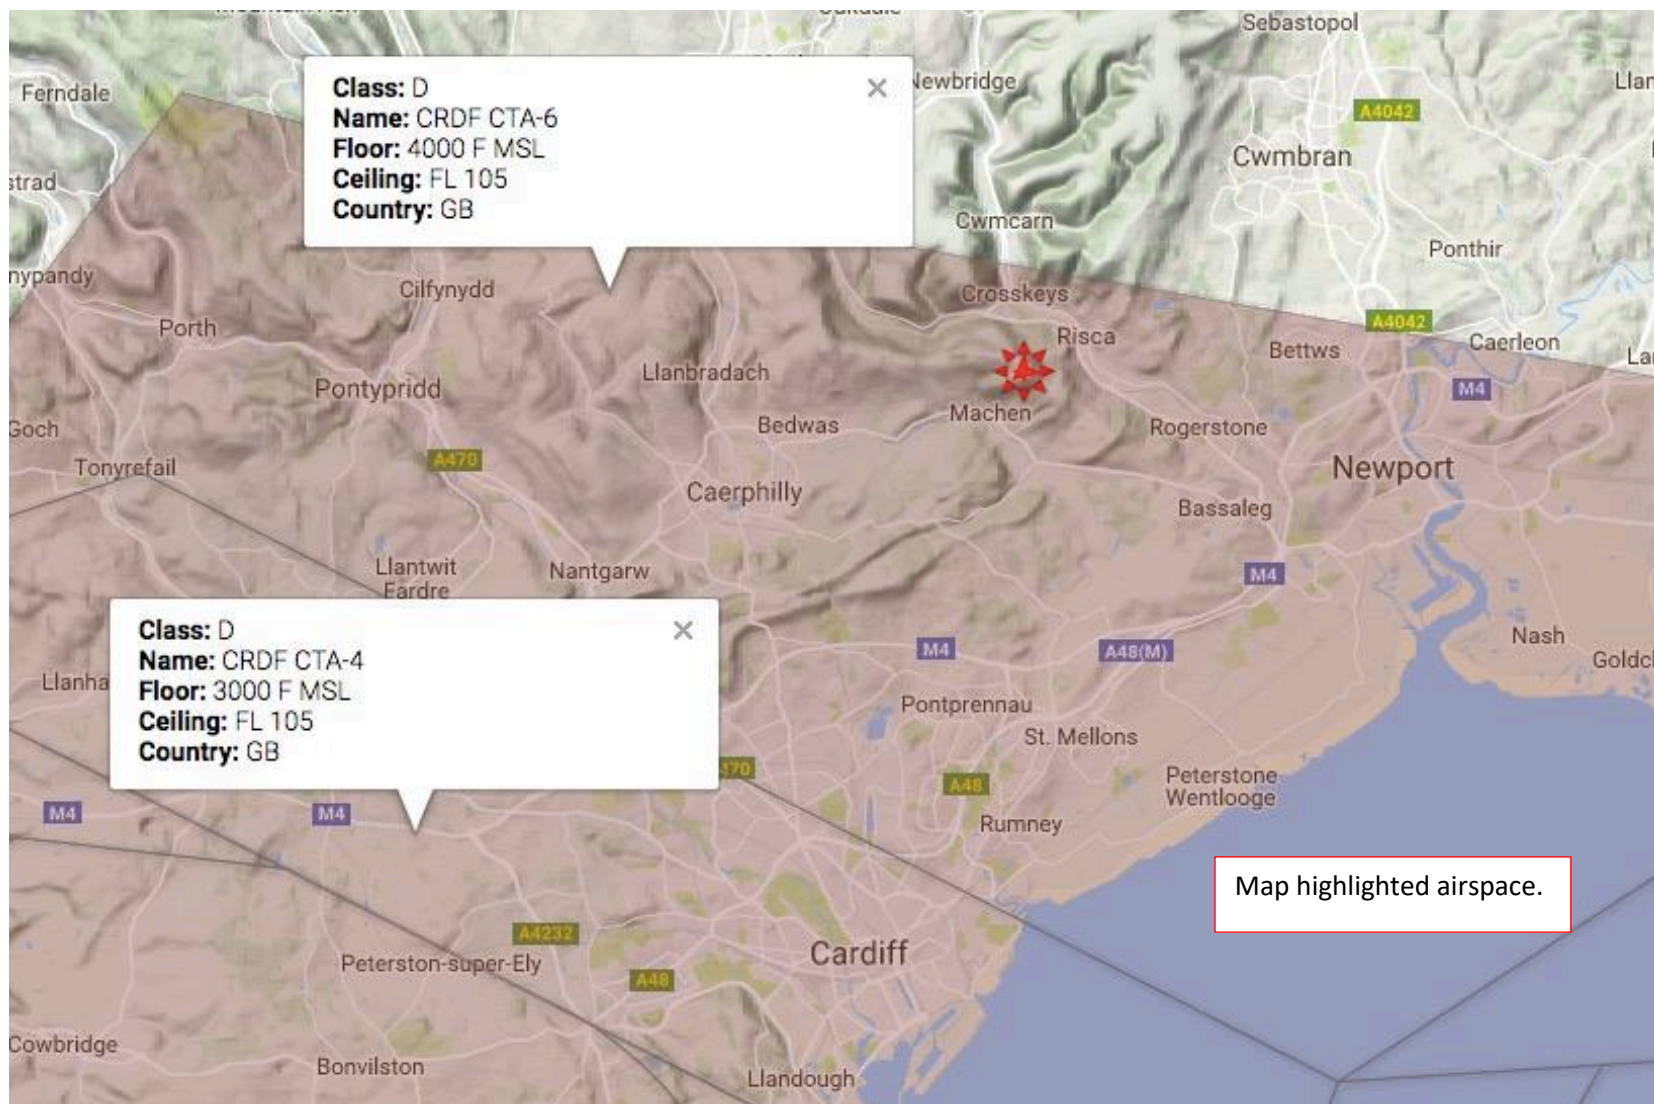 Sebastopol
Ferndale
Class: D
Name: CRDF CTA-6
Floor: 4000 F MSL
Ceiling: FL 105
Country: GB
Newbridge
A4042
Cwmbran
strad
Cwmcarn
Ponthir
nypandy
Cilfynydd
Crosskeys
Porth
Risca
A4042
Bettws
Caerleon
Llanbradach
Pontypridd
M4
Machen
Bedwas
Rogerstone
Goch
A470
Tonyrefail
Newport
Caerphilly
Bassaleg
Llantwit
Fardre
Nantgarw
M4
Class: D
Name: CRDF CTA-4
Floor: 3000 F MSL
Ceiling: FL 105
Country: GB
Nash
M4
A48(M)
Goldcl
Llanha
Pontprennau
St. Mellons
Peterstone
Wentlooge
A48
M4
M4
Rumney
Map highlighted airspace.
A4232
Cardiff
Peterston-super-Ely
A48
Cowbridge
Bonvilston
Llandough